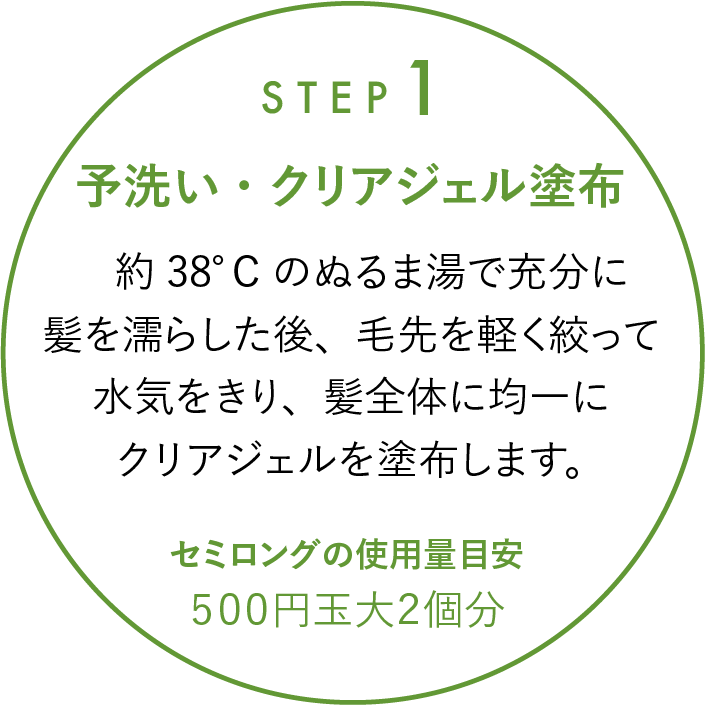 STEP 1
予洗い・クリアジェル塗布
約 38°C のぬるま湯で充分に
髪を濡らした後、毛先を軽く絞って
水気をきり、髪全体に均一に
クリアジェルを塗布します。
セミロングの使用量目安
500円玉大2個分